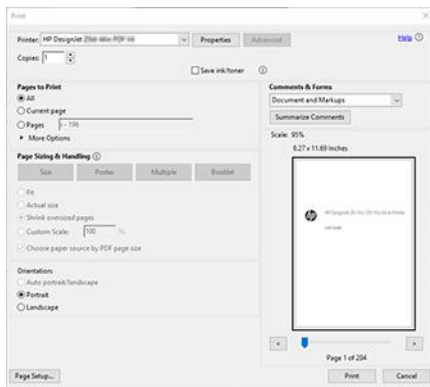 Print
Printer: HP DesignJet
Properties
Advanced
Help
Copies: 1
Save ink/toner
Pages to Print
All
Current page
Pages - 196
More Options
Page Sizing & Handling
Size Poster Multiple Booklet
Fit
Actual size
Shrink oversized pages
Custom Scale: 100 %
Choose paper source by PDF page size
Orientation:
Auto portrait/landscape
Portrait
Landscape
Comments & Forms
Document and Markups
Summarize Comments
Scale: 95%
8.27 x 11.69 Inches
hp
Page 1 of 204
Page Setup...
Print
Cancel